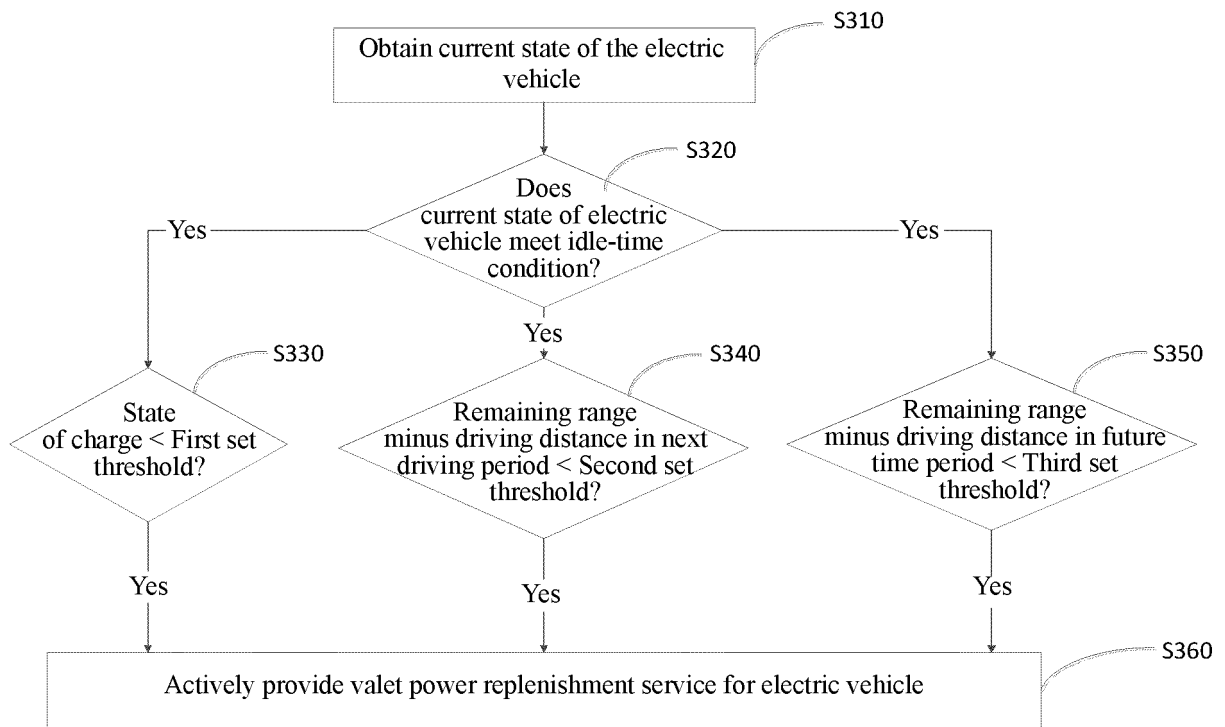 S310
Obtain current state of the electric
vehicle
S320
Does
current state of electric
vehicle meet idle-time
condition?
Yes
Yes
Yes
S330
S340
S350
State
of charge < First set
threshold?
Remaining range
minus driving distance in next
driving period < Second set
threshold?
Remaining range
minus driving distance in future
time period < Third set
threshold?
Yes
Yes
Yes
S360
Actively provide valet power replenishment service for electric vehicle